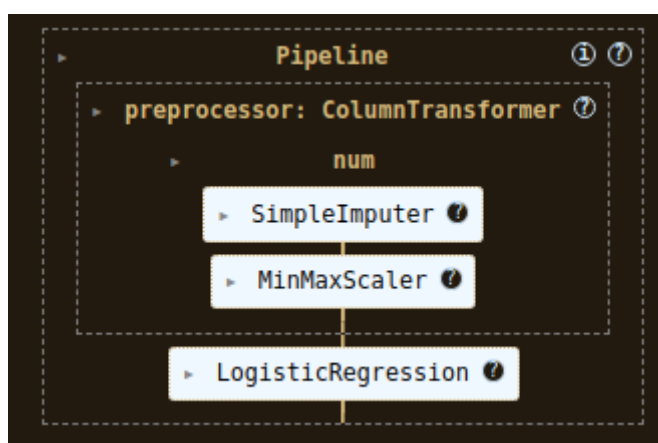 Pipeline i ?
preprocessor: ColumnTransformer ?
num
SimpleImputer ?
MinMaxScaler ?
LogisticRegression ?